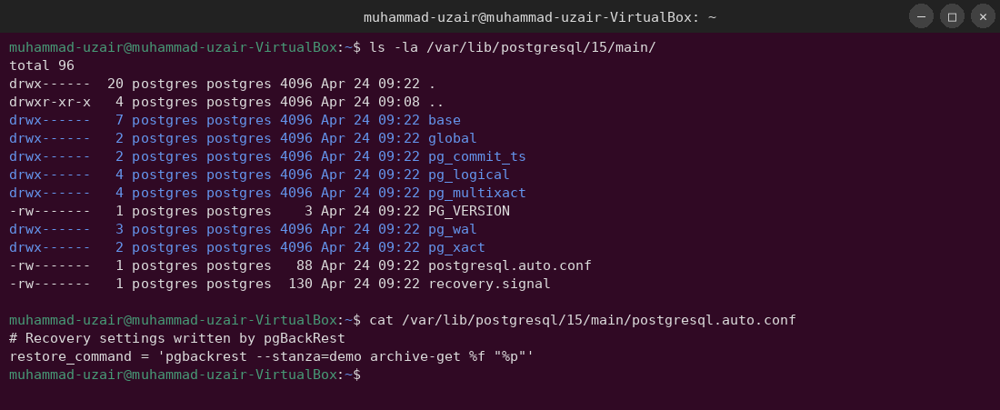 muhammad-uzair@muhammad-uzair-VirtualBox: ~
muhammad-uzair@muhammad-uzair-VirtualBox:~$ ls -la /var/lib/postgresql/15/main/
total 96
drwx------  20 postgres postgres 4096 Apr 24 09:22 .
drwxr-xr-x   4 postgres postgres 4096 Apr 24 09:08 ..
drwx------   7 postgres postgres 4096 Apr 24 09:22 base
drwx------   2 postgres postgres 4096 Apr 24 09:22 global
drwx------   2 postgres postgres 4096 Apr 24 09:22 pg_commit_ts
drwx------   4 postgres postgres 4096 Apr 24 09:22 pg_logical
drwx------   4 postgres postgres 4096 Apr 24 09:22 pg_multixact
-rw-------   1 postgres postgres    3 Apr 24 09:22 PG_VERSION
drwx------   3 postgres postgres 4096 Apr 24 09:22 pg_wal
drwx------   2 postgres postgres 4096 Apr 24 09:22 pg_xact
-rw-------   1 postgres postgres   88 Apr 24 09:22 postgresql.auto.conf
-rw-------   1 postgres postgres  130 Apr 24 09:22 recovery.signal
muhammad-uzair@muhammad-uzair-VirtualBox:~$ cat /var/lib/postgresql/15/main/postgresql.auto.conf
# Recovery settings written by pgBackRest
restore_command = 'pgbackrest --stanza=demo archive-get %f "%p"'
muhammad-uzair@muhammad-uzair-VirtualBox:~$